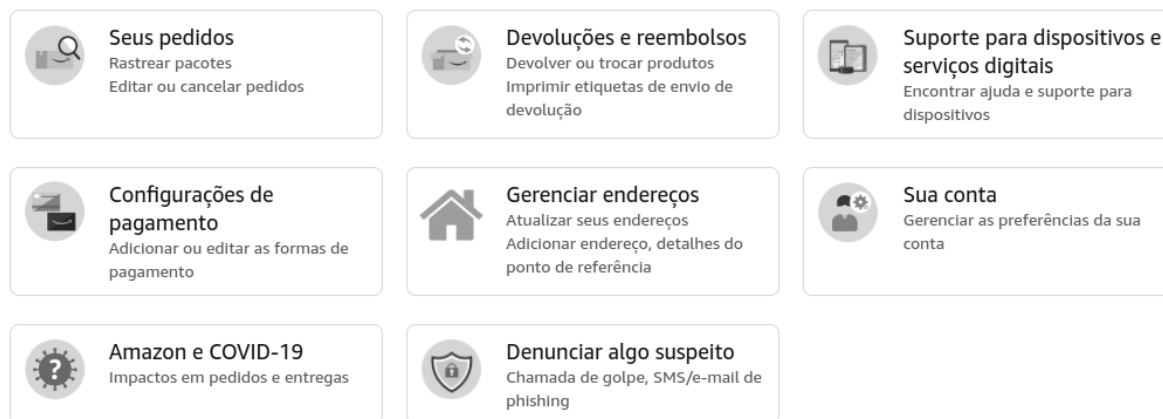 Seus pedidos
Rastrear pacotes
Editar ou cancelar pedidos
Devoluções e reembolsos
Devolver ou trocar produtos
Imprimir etiquetas de envio de
devolução
Suporte para dispositivos e
serviços digitais
Encontrar ajuda e suporte para
dispositivos
Configurações de
pagamento
Adicionar ou editar as formas de
pagamento
Gerenciar endereços
Atualizar seus endereços
Adicionar endereço, detalhes do
ponto de referência
Sua conta
Gerenciar as preferências da sua
conta
Amazon e COVID-19
Impactos em pedidos e entregas
Denunciar algo suspeito
Chamada de golpe, SMS/e-mail de
phishing